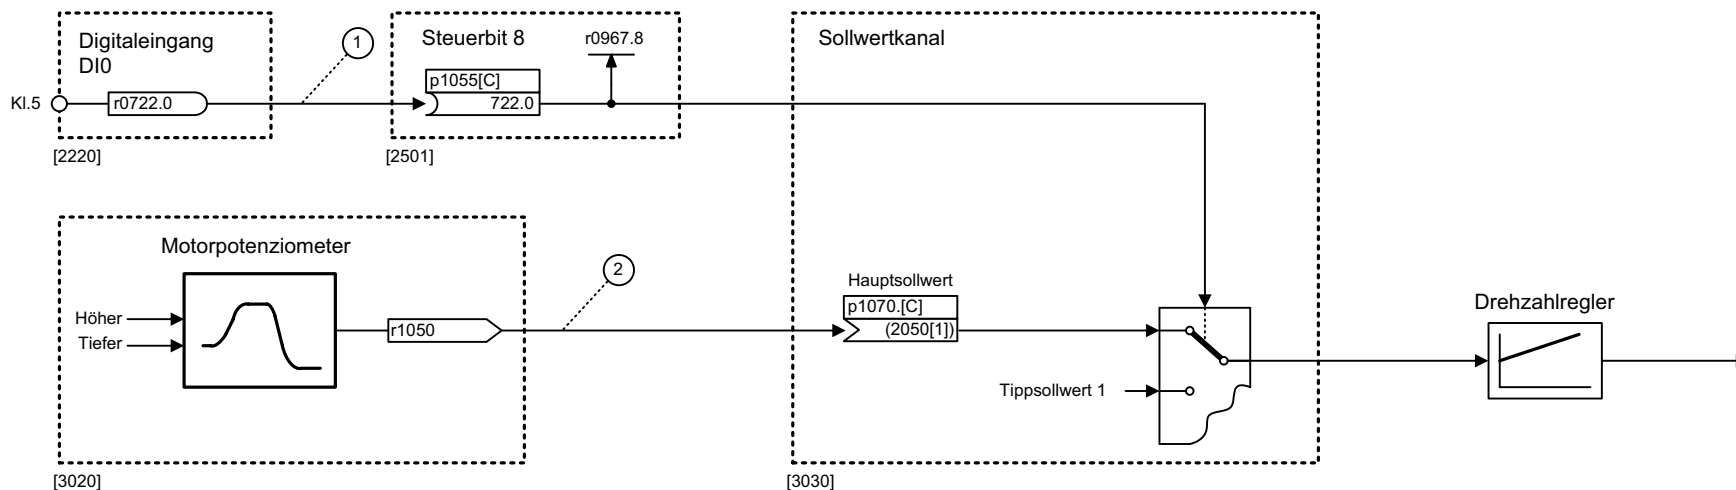 Digitaleingang
DI0
1
Steuerbit 8
r0967.8
Sollwertkanal
p1055[C]
Kl.5
r0722.0
722.0
[2220]
[2501]
Motorpotenziometer
2
Hauptsollwert
p1070.[C]
Drehzahlregler
Höher
r1050
(2050[1])
Tiefer
Tippsollwert 1
[3020]
[3030]